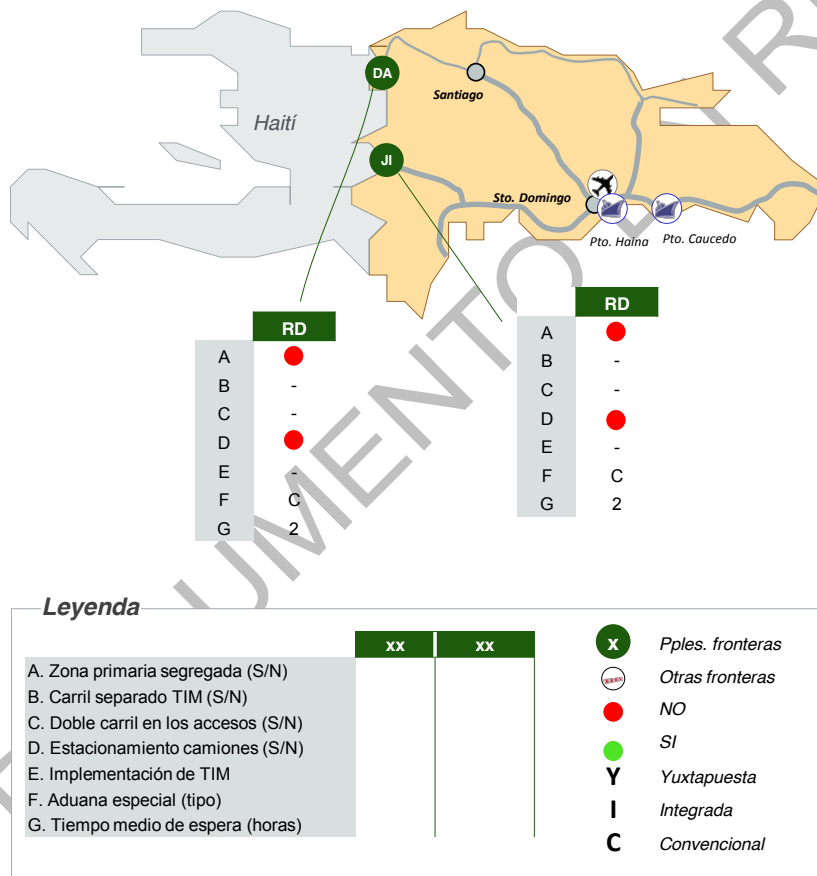 DA
Santiago
Haití
JI
Sto. Domingo
Pto. Haina
Pto. Caucedo
RD
A
B -
C -
D
E -
F C
G 2
RD
A
B -
C -
D
E -
F C
G 2
Leyenda
xx xx
A. Zona primaria segregada (S/N)
B. Carril separado TIM (S/N)
C. Doble carril en los accesos (S/N)
D. Estacionamiento camiones (S/N)
E. Implementación de TIM
F. Aduana especial (tipo)
G. Tiempo medio de espera (horas)
x Pples. fronteras
Otras fronteras
NO
SI
Y Yuxtapuesta
I Integrada
C Convencional